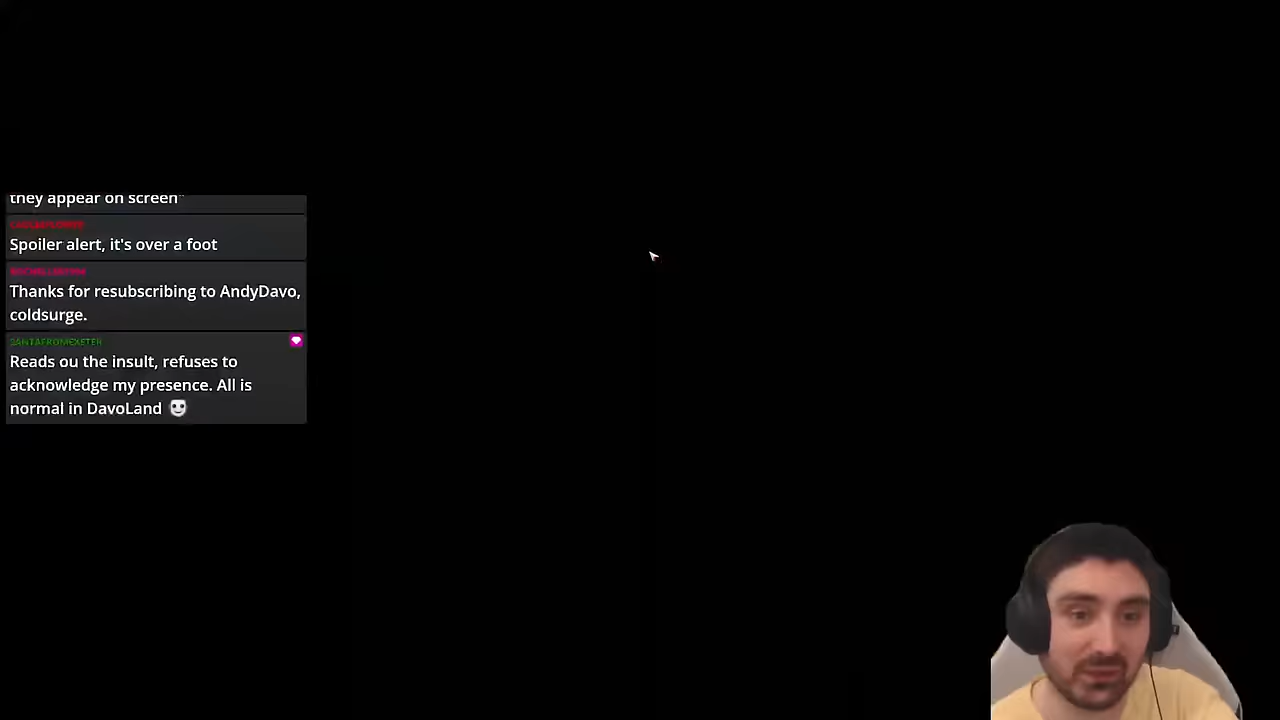 they appear on screen"
Spoiler alert, it's over a foot
Thanks for resubscribing to AndyDavo,
coldsurge.
SANTAFROMEXETER
Reads ou the insult, refuses to
acknowledge my presence. All is
normal in DavoLand